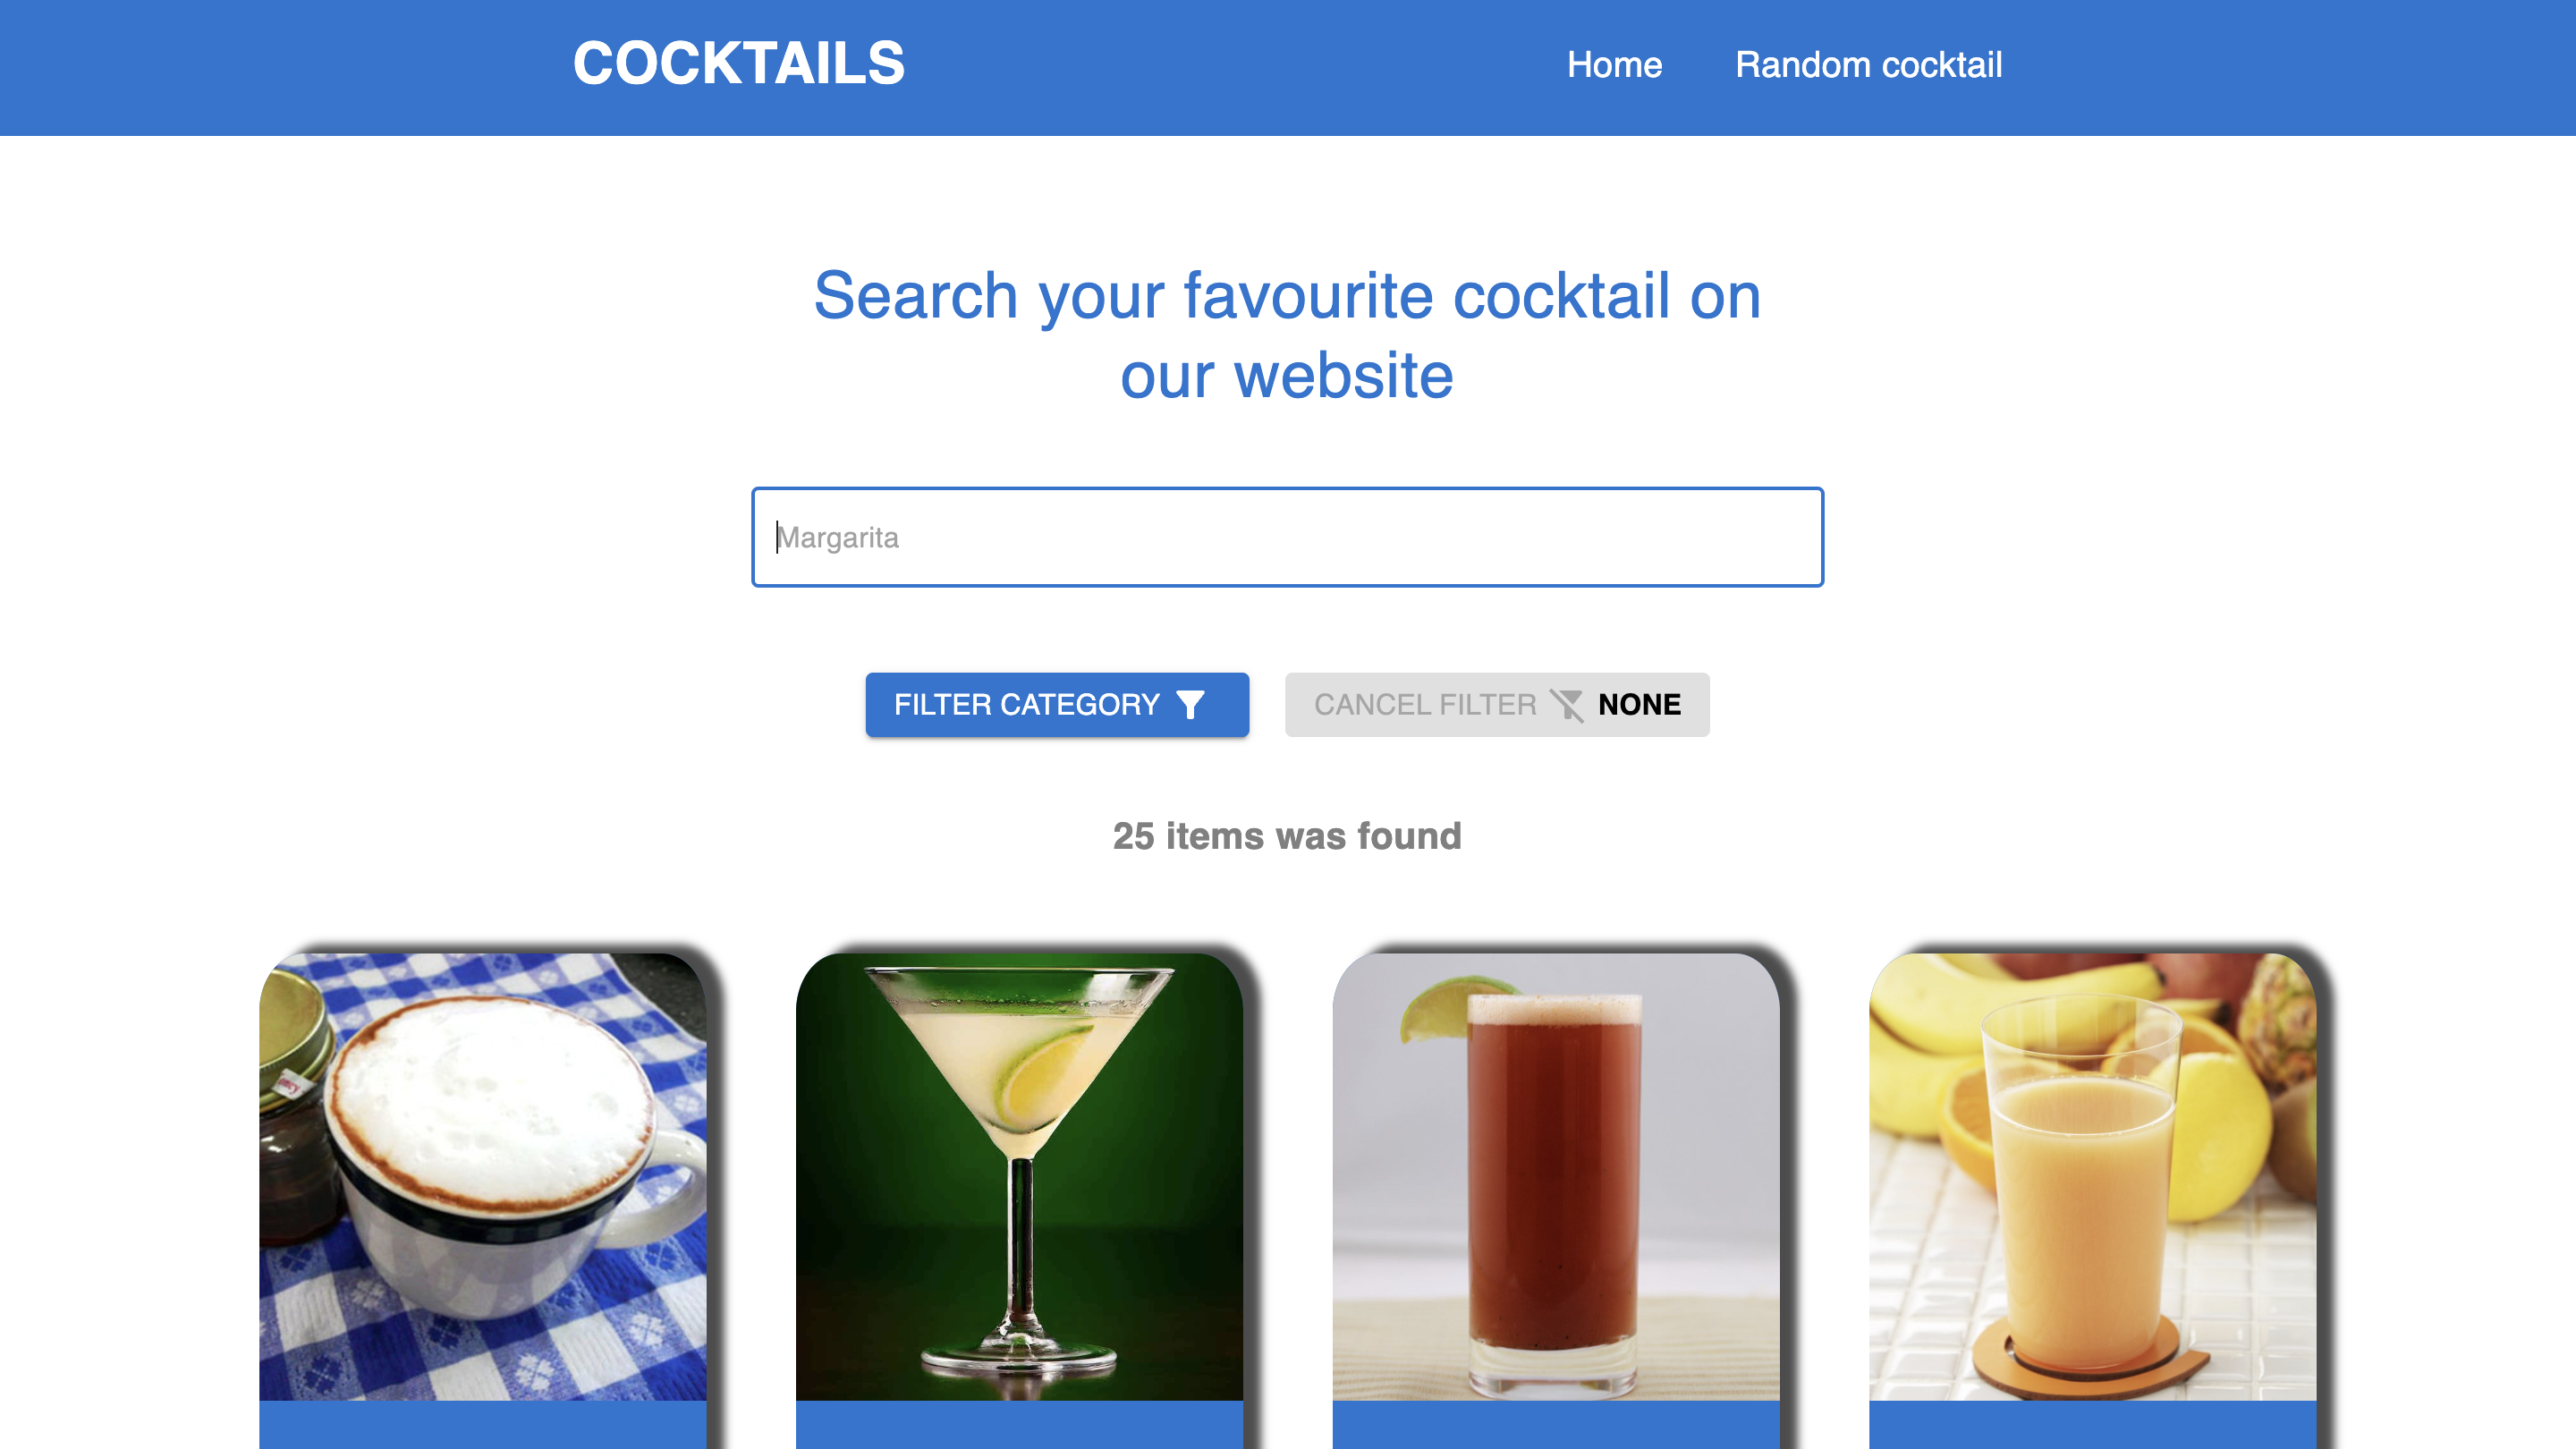 COCKTAILS
Home
Random cocktail
Search your favourite cocktail on
our website
Margarita
FILTER CATEGORY
CANCEL FILTER NONE
25 items was found